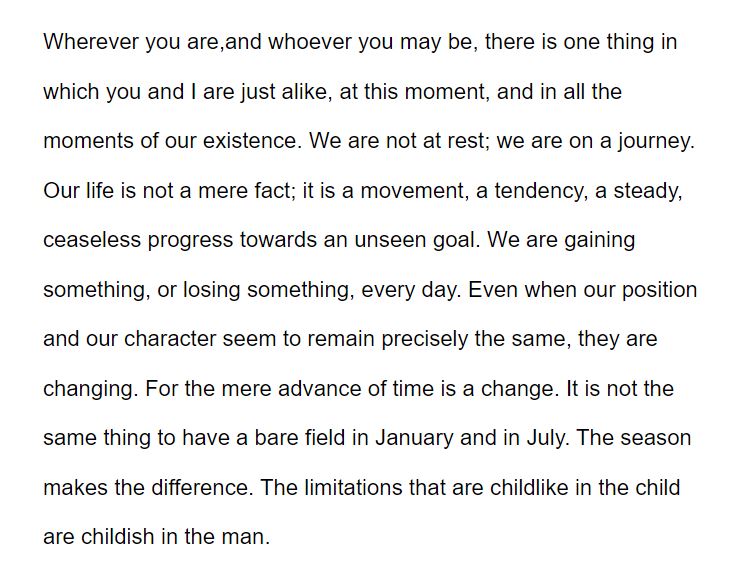 Wherever you are,and whoever you may be, there is one thing in
which you and I are just alike, at this moment, and in all the
moments of our existence. We are not at rest; we are on a journey.
Our life is not a mere fact; it is a movement, a tendency, a steady,
ceaseless progress towards an unseen goal. We are gaining
something, or losing something, every day. Even when our position
and our character seem to remain precisely the same, they are
changing. For the mere advance of time is a change. It is not the
same thing to have a bare field in January and in July. The season
makes the difference. The limitations that are childlike in the child
are childish in the man.